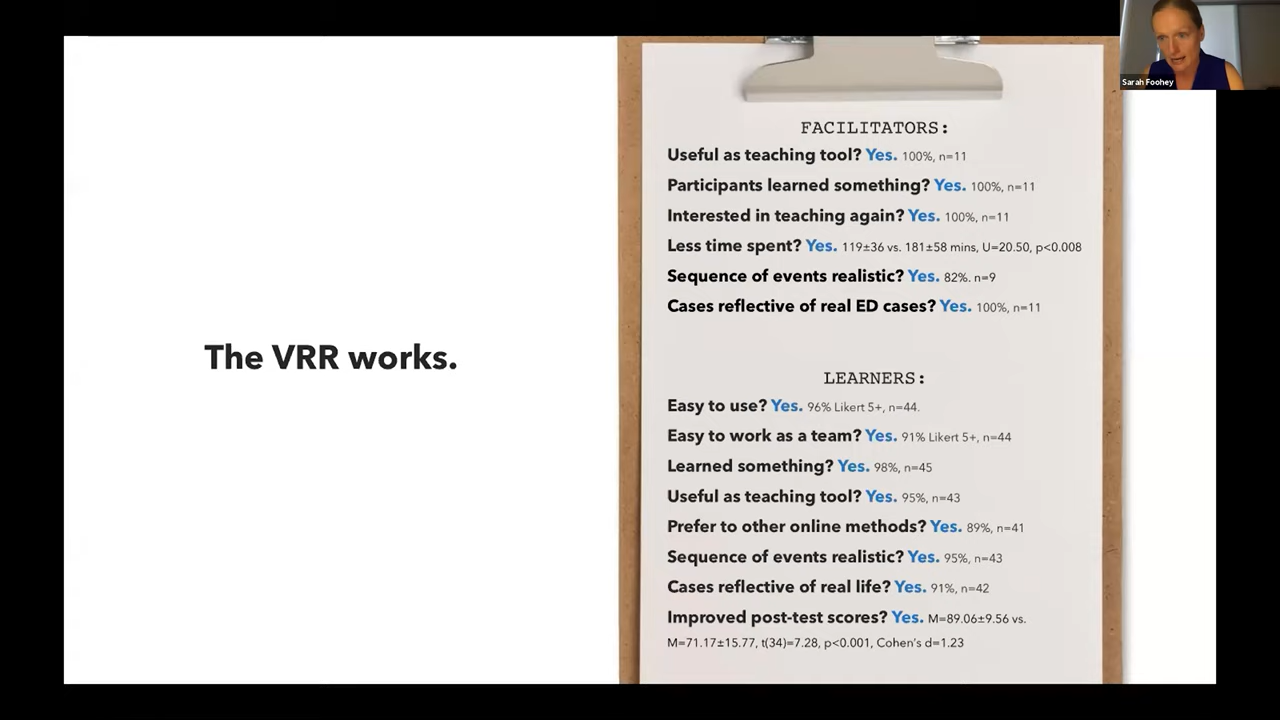 Sarah Foohey
The VRR works.
FACILITATORS:
Useful as teaching tool? Yes. 100%, n=11
Participants learned something? Yes. 100%, n=11
Interested in teaching again? Yes. 100%, n=11
Less time spent? Yes. 119±36 vs. 181±58 mins, U=20.50, p<0.008
Sequence of events realistic? Yes. 82%. n=9
Cases reflective of real ED cases? Yes. 100%, n=11
LEARNERS:
Easy to use? Yes. 96% Likert 5+, n=44.
Easy to work as a team? Yes. 91% Likert 5+, n=44
Learned something? Yes. 98%, n=45
Useful as teaching tool? Yes. 95%, n=43
Prefer to other online methods? Yes. 89%, n=41
Sequence of events realistic? Yes. 95%, n=43
Cases reflective of real life? Yes. 91%, n=42
Improved post-test scores? Yes. M=89.06±9.56 vs.
M=71.17±15.77, t(34)=7.28, p<0.001, Cohen's d=1.23